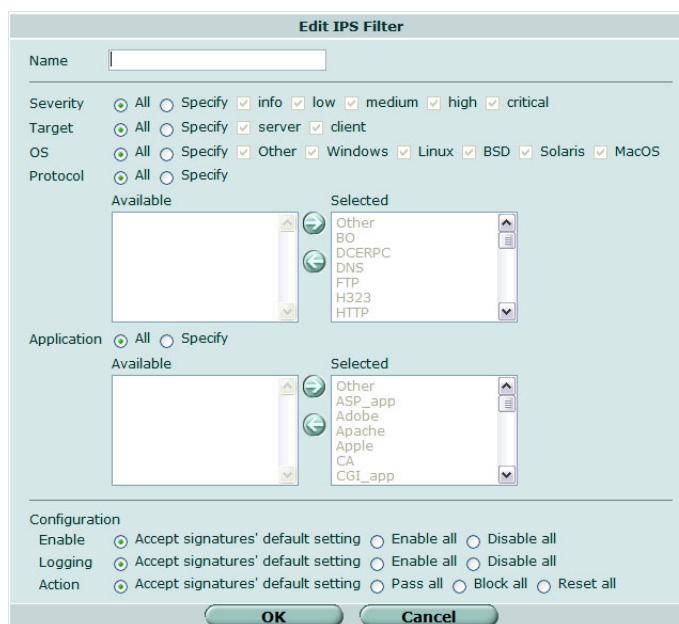 Edit IPS Filter
Name
Severity All Specify info low medium high critical
Target All Specify server client
OS All Specify Other Windows Linux BSD Solaris MacOS
Protocol All Specify
Available Selected
Other
BO
DCERPC
DNS
FTP
H323
HTTP
Application All Specify
Available Selected
Other
ASP_app
Adobe
Apache
Apple
CA
CGI_app
Configuration
Enable Accept signatures' default setting Enable all Disable all
Logging Accept signatures' default setting Enable all Disable all
Action Accept signatures' default setting Pass all Block all Reset all
OK Cancel